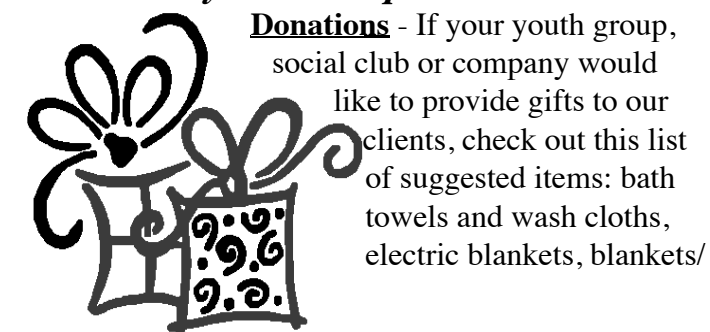 Donations - If your youth group,
social club or company would
like to provide gifts to our
clients, check out this list
of suggested items: bath
towels and wash cloths,
electric blankets, blankets/